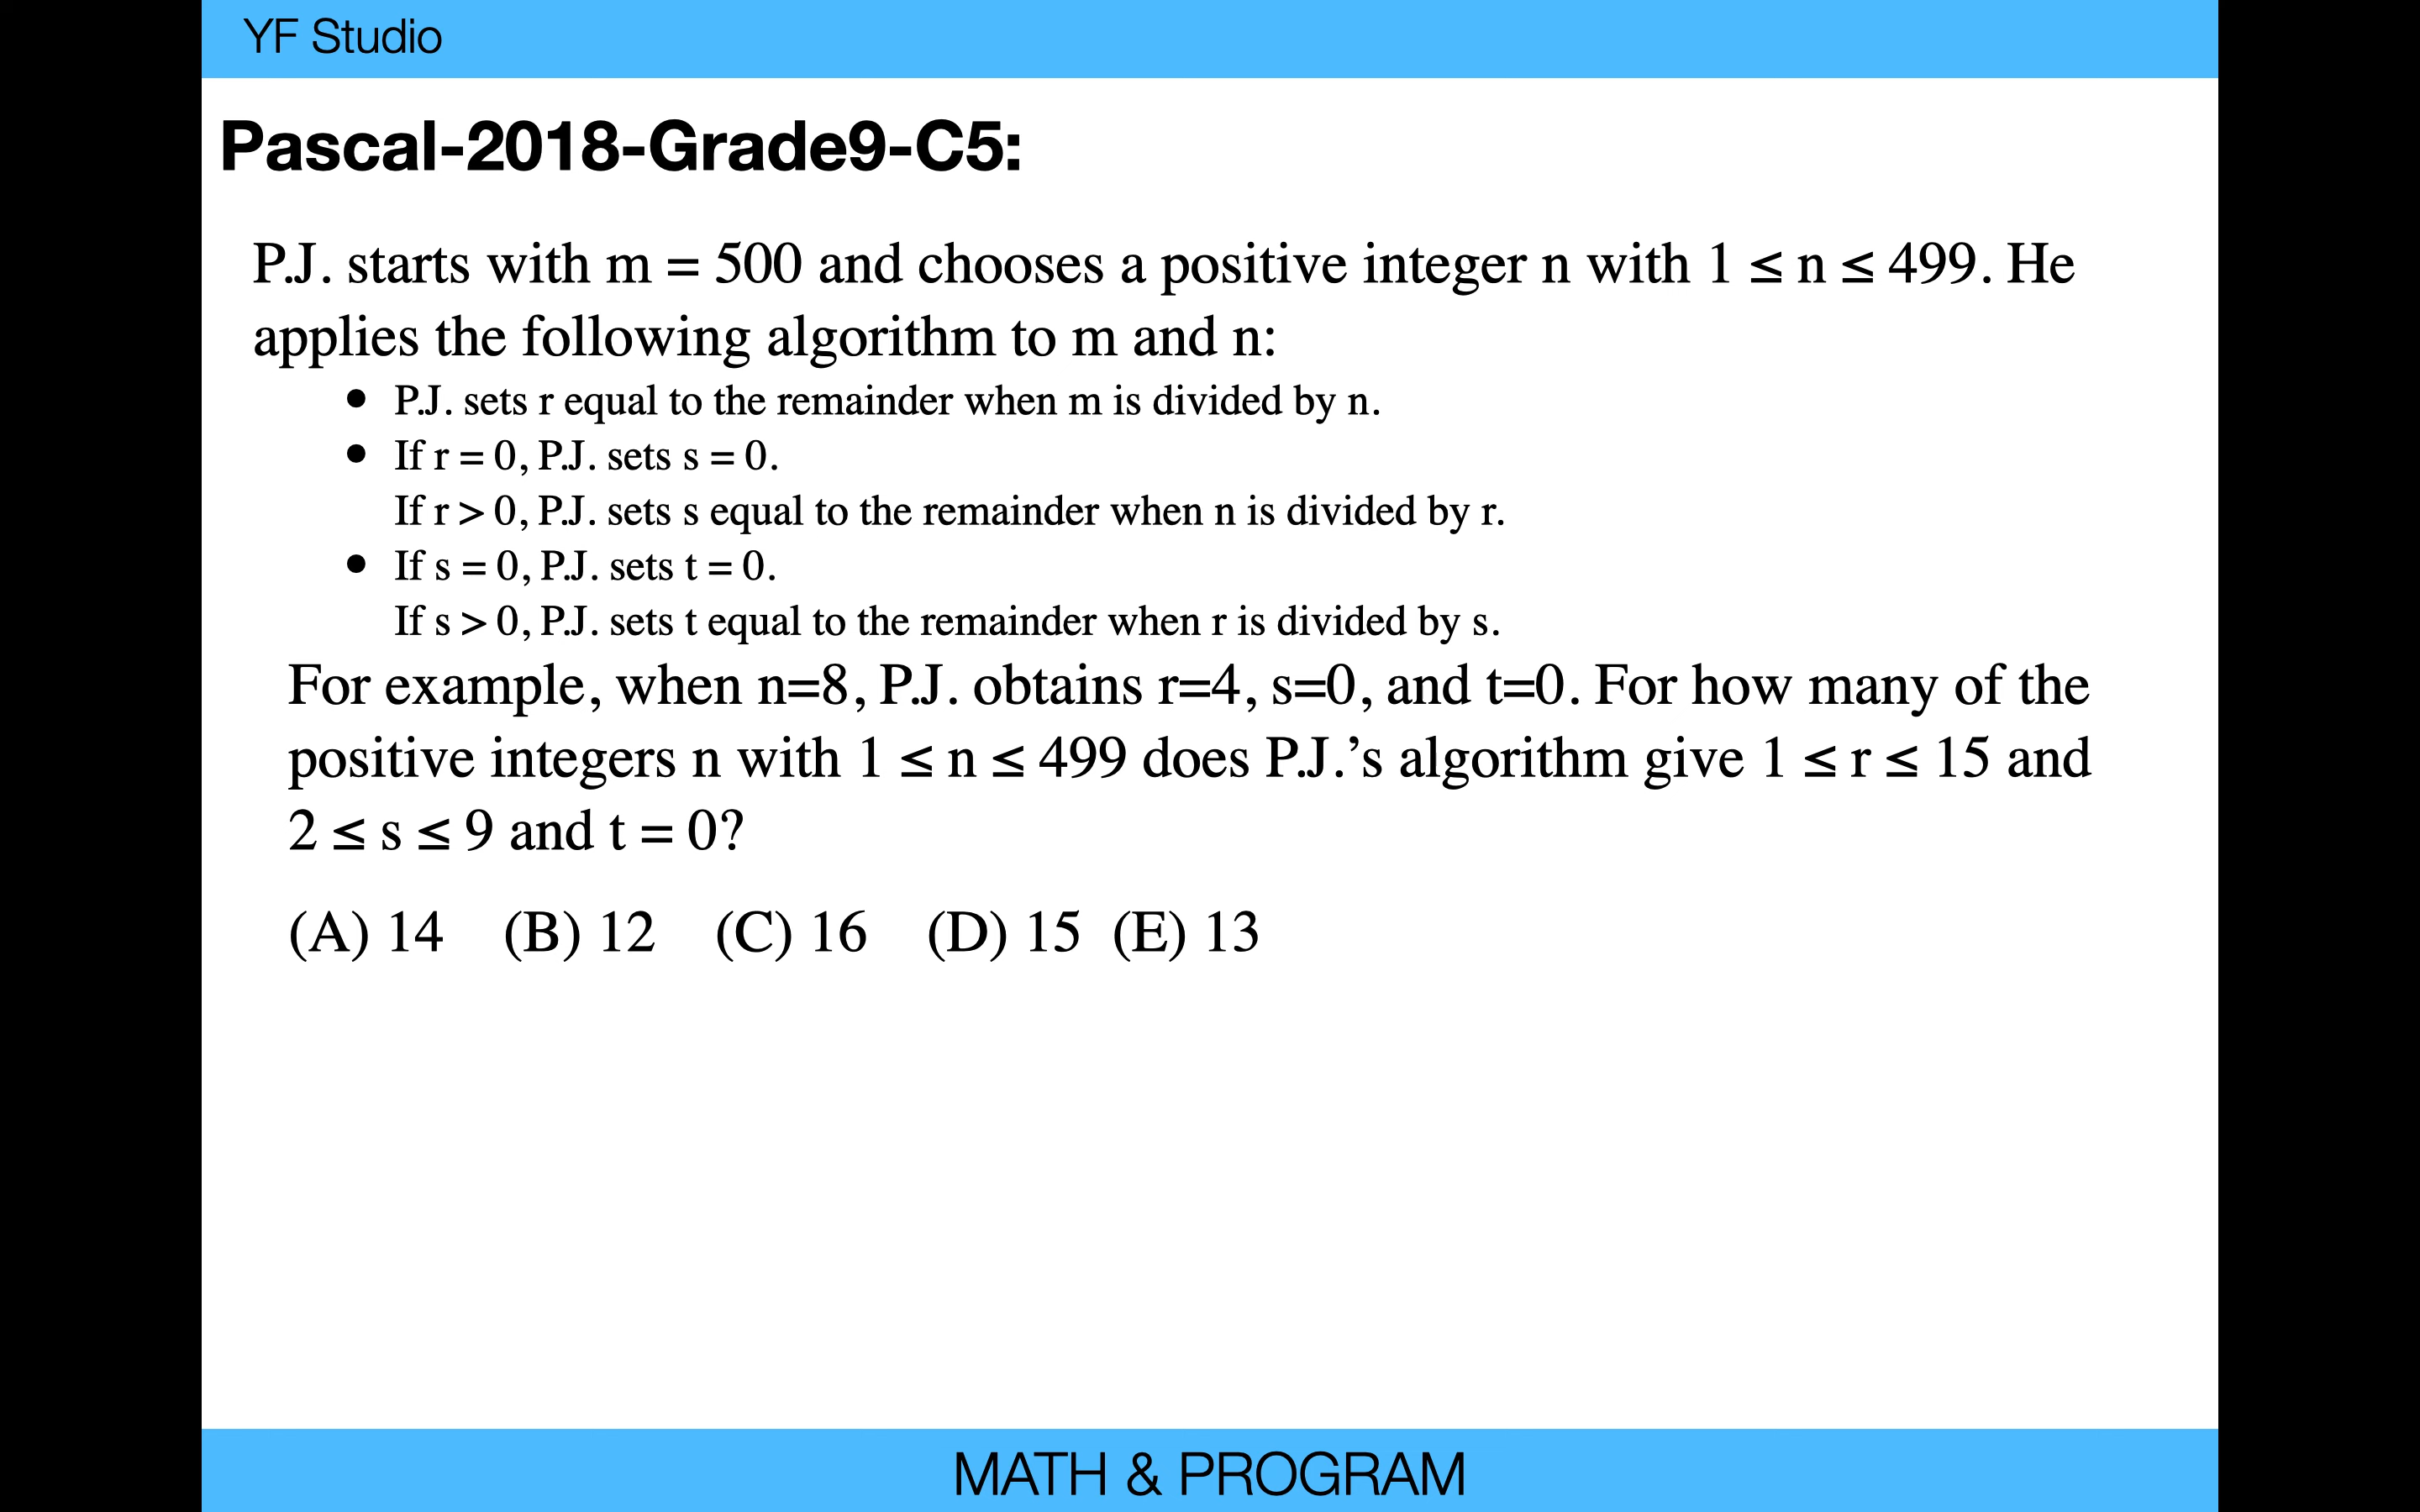 YF Studio
Pascal-2018-Grade9-C5:
P.J. starts with m = 500 and chooses a positive integer n with 1 ≤ n ≤ 499. He
applies the following algorithm to m and n:
• P.J. sets r equal to the remainder when m is divided by n.
• If r = 0, P.J. sets s = 0.
If r > 0, P.J. sets s equal to the remainder when n is divided by r.
• If s = 0, P.J. sets t = 0.
If s > 0, P.J. sets t equal to the remainder when r is divided by s.
For example, when n=8, P.J. obtains r=4, s=0, and t=0. For how many of the
positive integers n with 1 ≤ n ≤ 499 does P.J.’s algorithm give 1 ≤ r ≤ 15 and
2 ≤ s ≤ 9 and t = 0?
(A) 14 (B) 12 (C) 16 (D) 15 (E) 13
MATH & PROGRAM